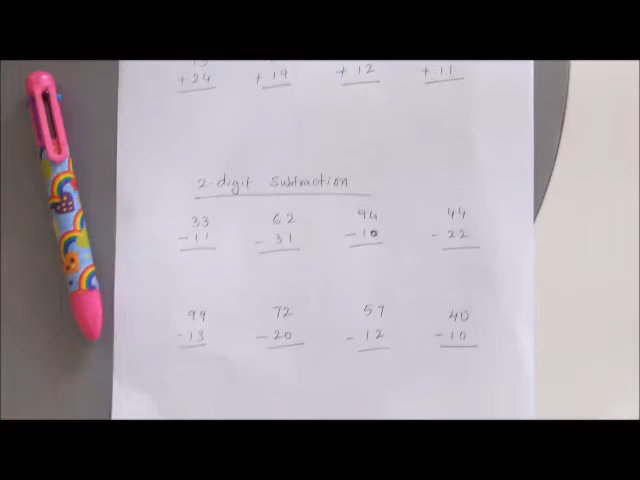 + 24 + 19 + 12 + 11
2 digit Subtraction
33 62 94 44
- 11 - 31 - 10 - 22
99 72 57 40
- 13 - 20 - 12 - 10